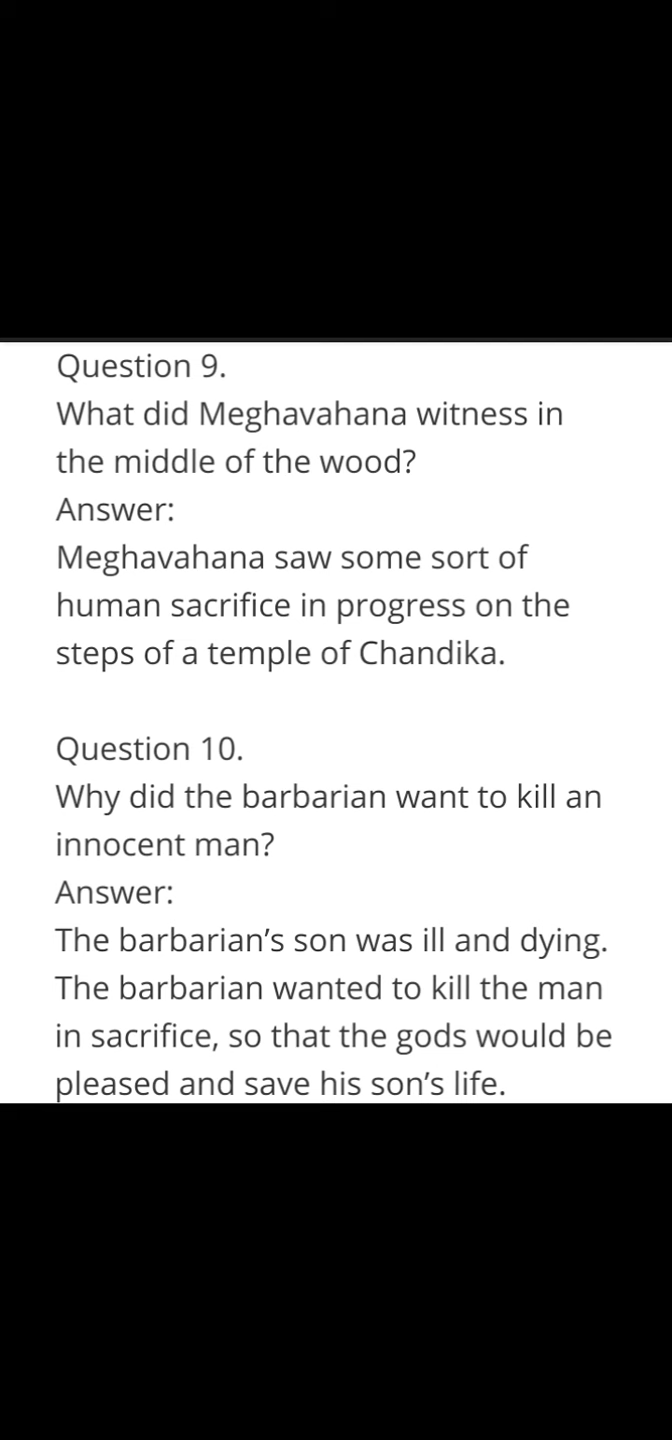 Question 9.
What did Meghavahana witness in
the middle of the wood?
Answer:
Meghavahana saw some sort of
human sacrifice in progress on the
steps of a temple of Chandika.
Question 10.
Why did the barbarian want to kill an
innocent man?
Answer:
The barbarian’s son was ill and dying.
The barbarian wanted to kill the man
in sacrifice, so that the gods would be
pleased and save his son’s life.